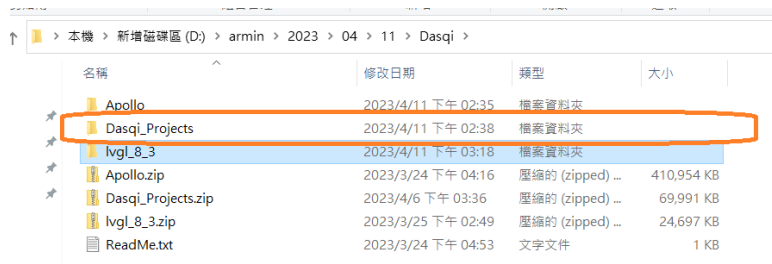 本機 > 新增磁碟區 (D:) > armin > 2023 > 04 > 11 > Dasqi >
名稱 修改日期 類型 大小
Apollo 2023/4/11 下午 02:35 檔案資料夾
Dasqi_Projects 2023/4/11 下午 02:38 檔案資料夾
lvgl_8_3 2023/4/11 下午 03:18 檔案資料夾
Apollo.zip 2023/3/24 下午 04:16 壓縮的 (zipped) ... 410,954 KB
Dasqi_Projects.zip 2023/4/6 下午 03:36 壓縮的 (zipped) ... 69,991 KB
lvgl_8_3.zip 2023/3/25 下午 02:49 壓縮的 (zipped) ... 24,697 KB
ReadMe.txt 2023/3/24 下午 04:53 文字文件 1 KB